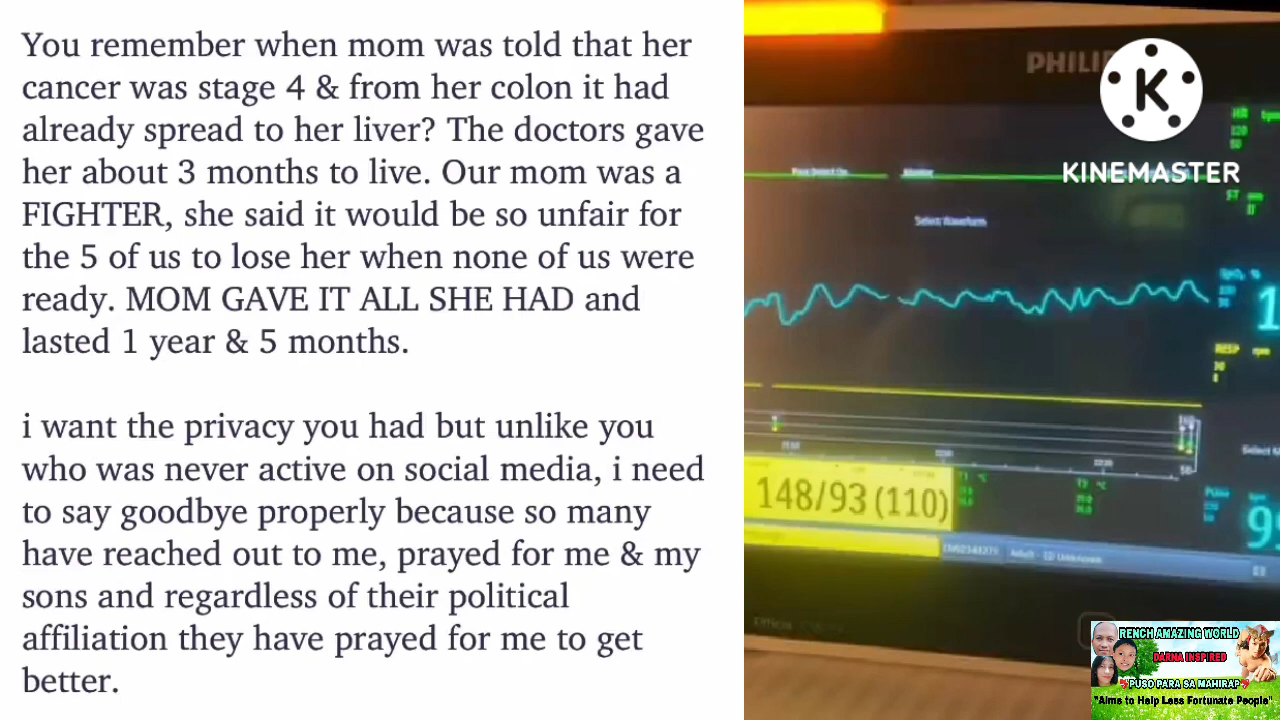 You remember when mom was told that her
cancer was stage 4 & from her colon it had
already spread to her liver? The doctors gave
her about 3 months to live. Our mom was a
FIGHTER, she said it would be so unfair for
the 5 of us to lose her when none of us were
ready. MOM GAVE IT ALL SHE HAD and
lasted 1 year & 5 months.
i want the privacy you had but unlike you
who was never active on social media, i need
to say goodbye properly because so many
have reached out to me, prayed for me & my
sons and regardless of their political
affiliation they have prayed for me to get
better.
PHILI
K
KINEMASTER
Select Waveform
148/93 (110)
RENCH AMAZING WORLD
DARNA INSPIRED
PUSO PARA SA MAHIRAP
"Aims to Help Less Fortunate People"